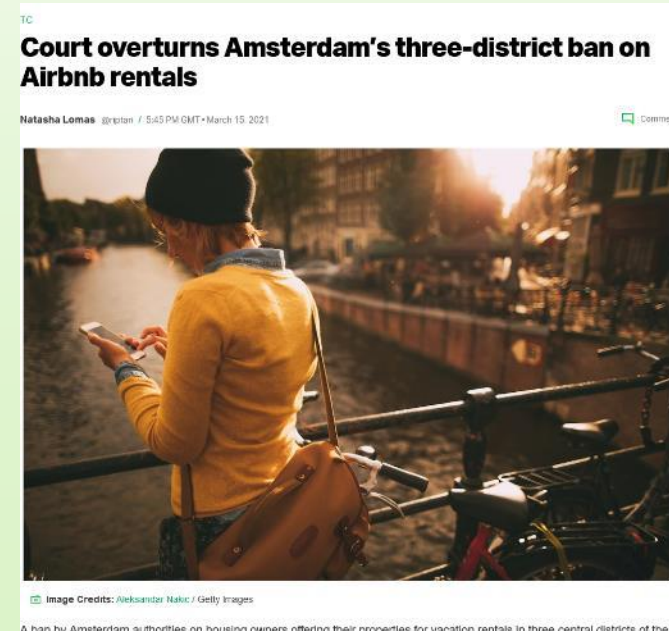 TC
Court overturns Amsterdam's three-district ban on
Airbnb rentals
Natasha Lomas @riptari / 5:45 PM GMT•March 15, 2021
Comme
Image Credits: Aleksandar Nakic / Getty Images
A ban by Amsterdam authorities on housing owners offering their properties for vacation rentals in three central districts of the